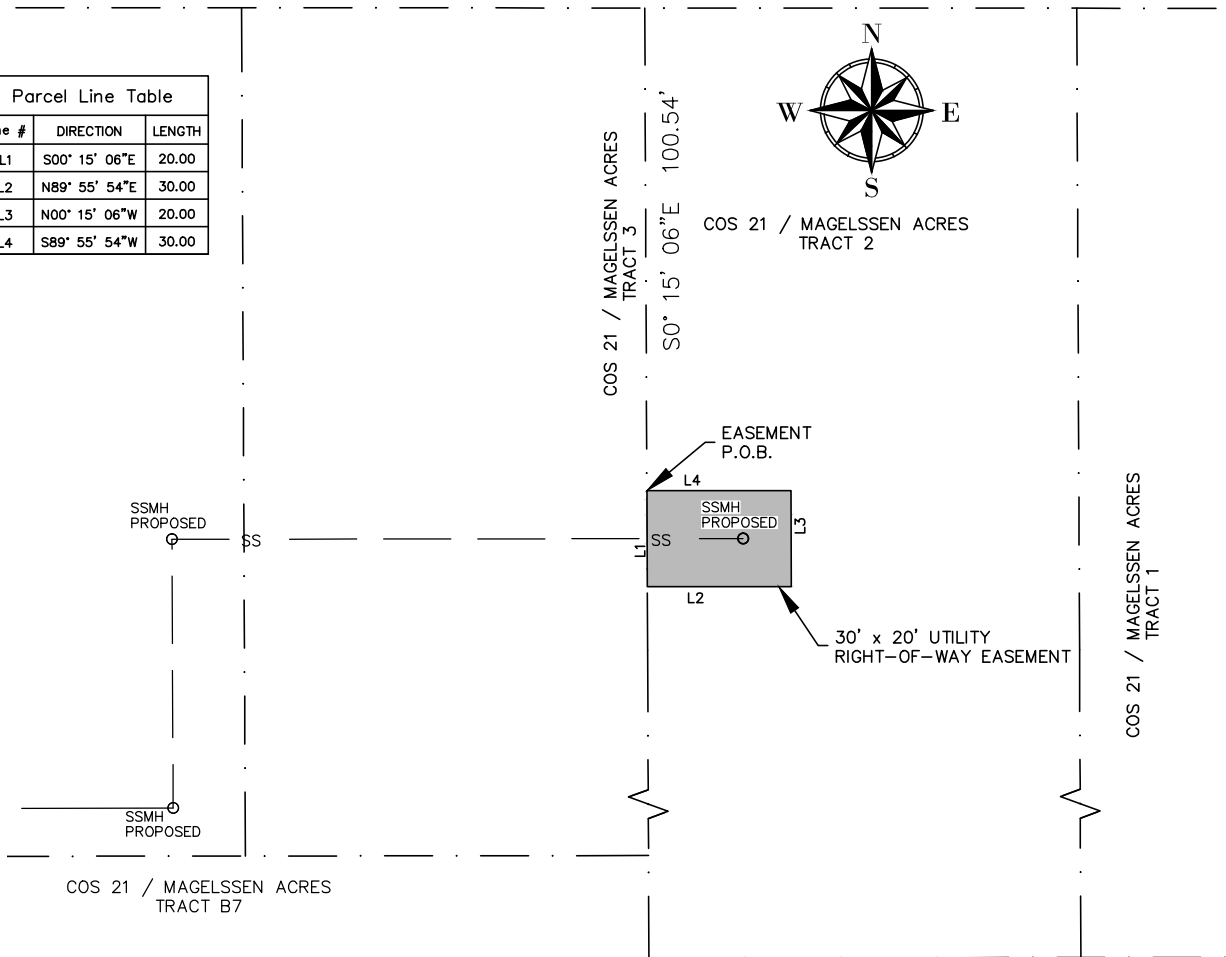 Parcel Line Table
ne # DIRECTION LENGTH
L1 S00° 15' 06"E 20.00
L2 N89° 55' 54"E 30.00
L3 N00° 15' 06"W 20.00
L4 S89° 55' 54"W 30.00
N
W E
S
COS 21 / MAGELSSEN ACRES
TRACT 3
S0° 15' 06"E 100.54'
COS 21 / MAGELSSEN ACRES
TRACT 2
EASEMENT
P.O.B.
L4
SSMH
PROPOSED
SS
L1
SS
SSMH
PROPOSED
L3
L2
30' x 20' UTILITY
RIGHT-OF-WAY EASEMENT
COS 21 / MAGELSSEN ACRES
TRACT 1
SSMH
PROPOSED
COS 21 / MAGELSSEN ACRES
TRACT B7